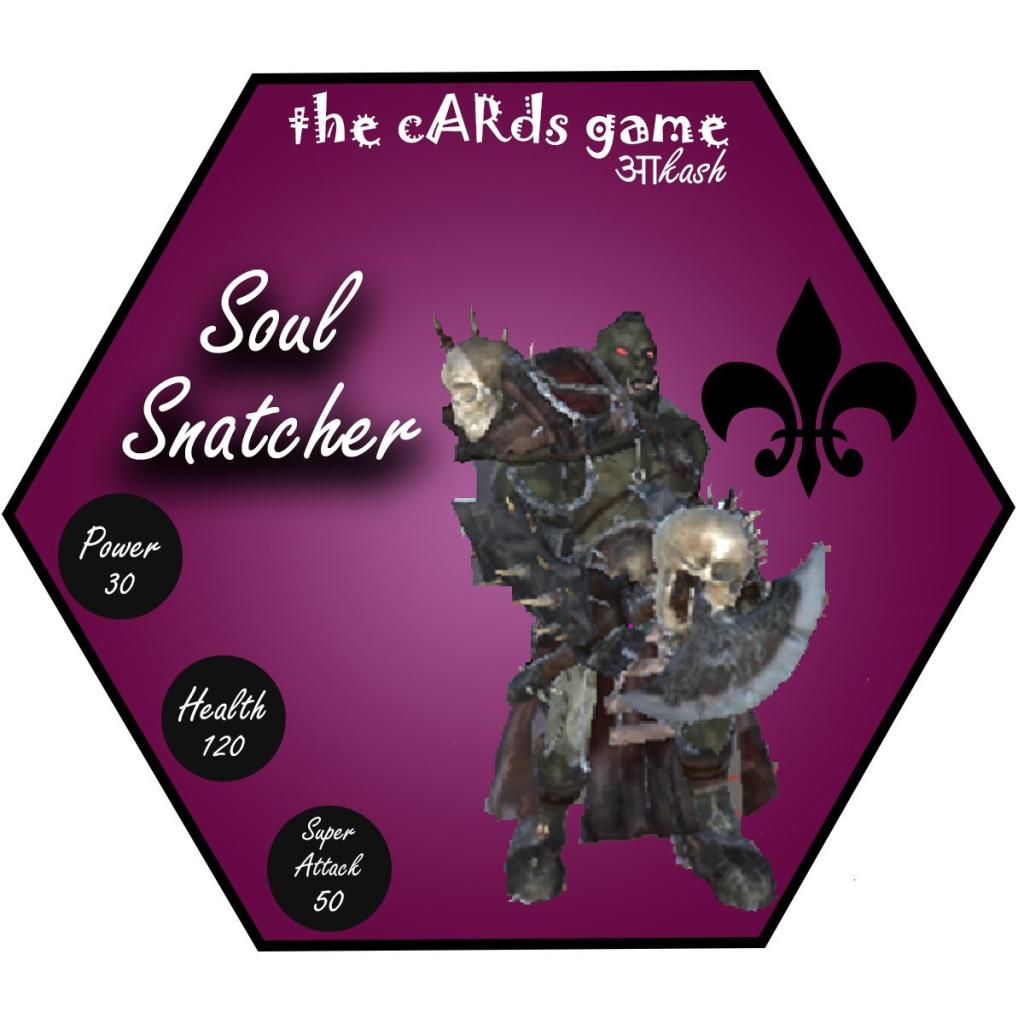 the cARds game
आkash
Soul
Snatcher
Power
30
Health
120
Super
Attack
50